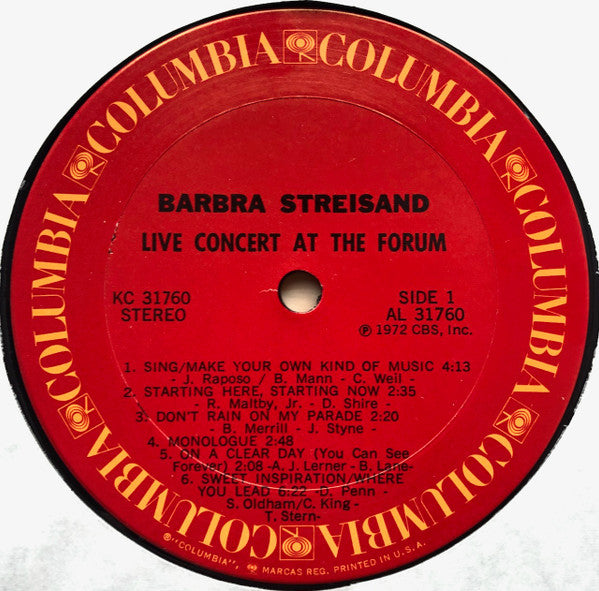 COLUMBIA COLUMBIA COLUMBIA COLUMBIA COLUMBIA COLUMBIA
BARBRA STREISAND
LIVE CONCERT AT THE FORUM
KC 31760
STEREO
SIDE 1
AL 31760
Ⓟ 1972 CBS, Inc.
1. SING/MAKE YOUR OWN KIND OF MUSIC 4:13
- J. Raposo / B. Mann - C. Weil -
2. STARTING HERE, STARTING NOW 2:35
- R. Maltby, Jr. - D. Shire -
3. DON'T RAIN ON MY PARADE 2:20
- B. Merrill - J. Styne -
4. MONOLOGUE 2:48
5. ON A CLEAR DAY (You Can See
Forever) 2:08 -A. J. Lerner - B. Lane-
6. SWEET INSPIRATION/WHERE
YOU LEAD 6:22 -D. Penn -
S. Oldham/C. King -
T. Stern-
®"COLUMBIA", MARCAS REG. PRINTED IN U.S.A.